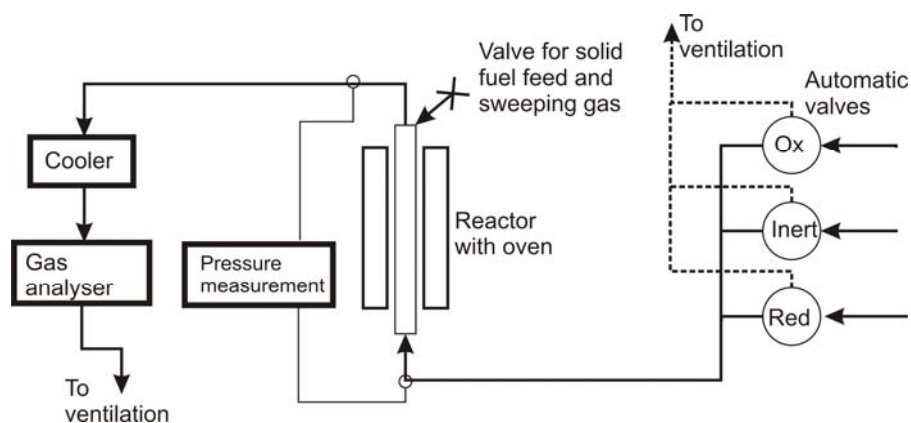 Valve for solid
fuel feed and
sweeping gas
To
ventilation
Automatic
valves
Cooler
Ox
Reactor
with oven
Inert
Gas
analyser
Pressure
measurement
Red
To
ventilation